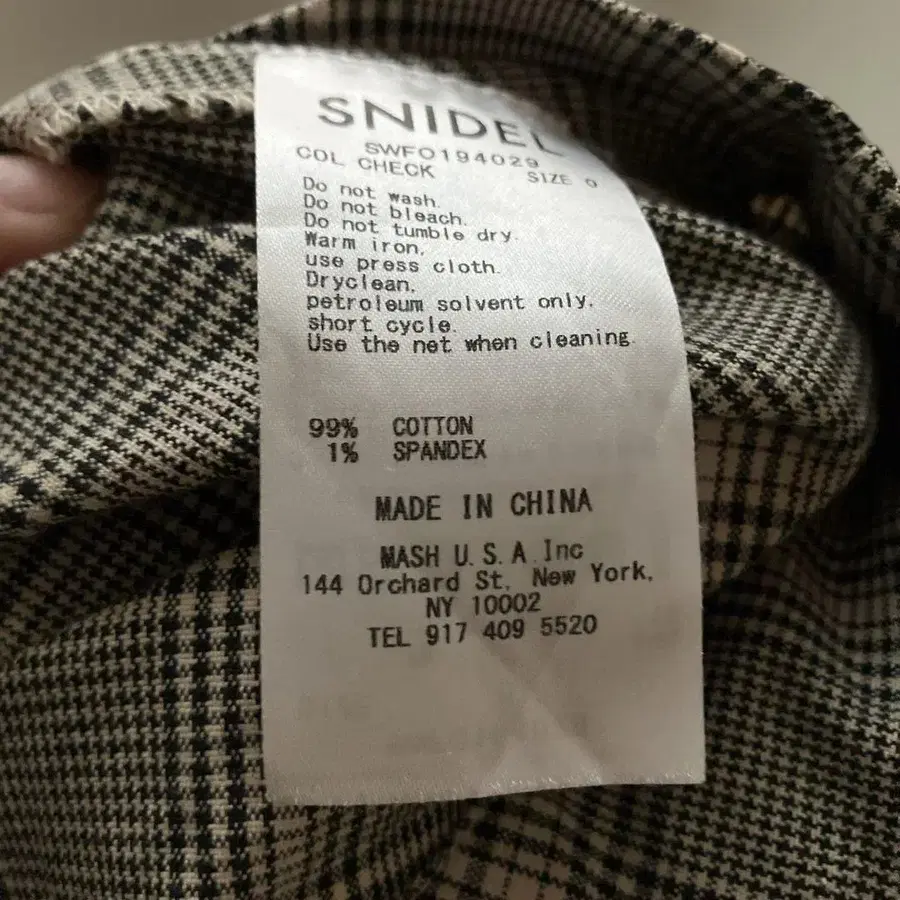 SNIDEL
SWFO194029
COL CHECK SIZE 0
Do not wash.
Do not bleach.
Do not tumble dry.
Warm iron,
use press cloth.
Dryclean,
petroleum solvent only,
short cycle.
Use the net when cleaning.
99% COTTON
1% SPANDEX
MADE IN CHINA
MASH U.S.A.Inc
144 Orchard St, New York,
NY 10002
TEL 917 409 5520